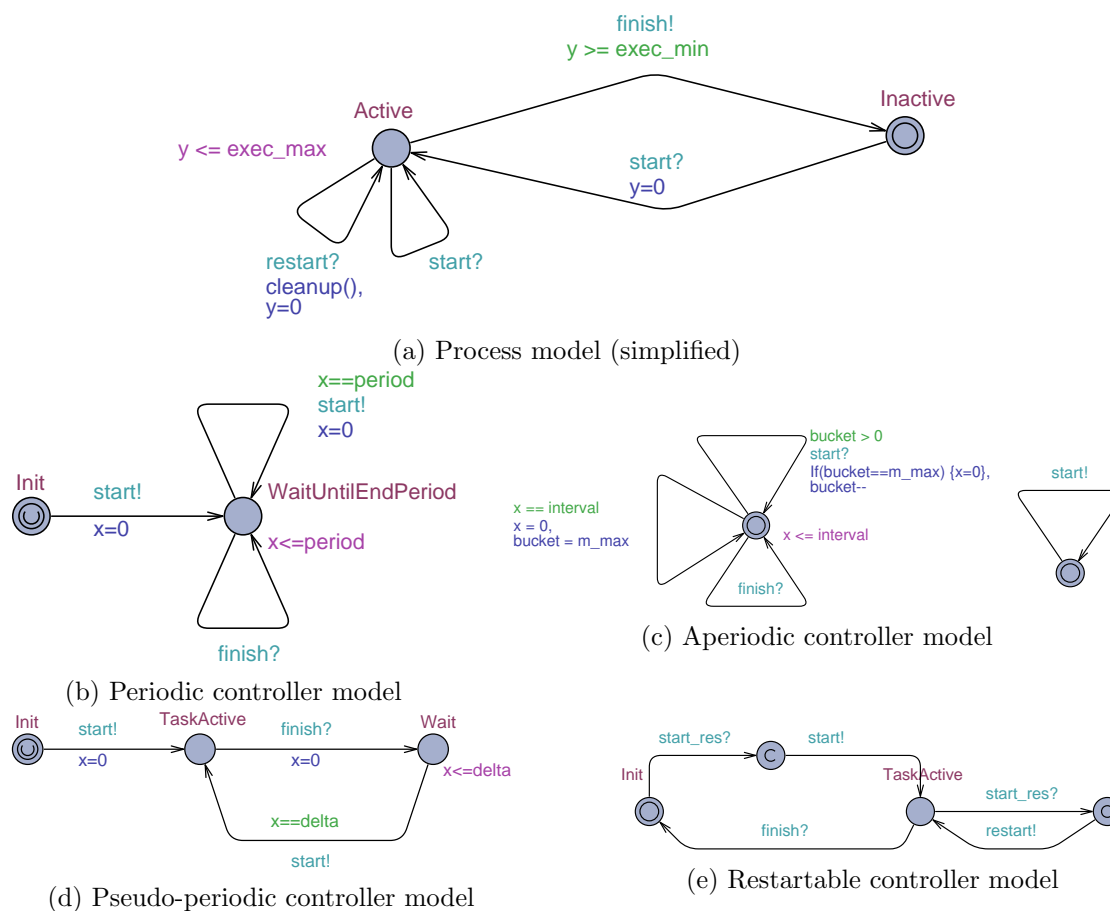 finish!
y >= exec_min
Active
Inactive
y <= exec_max
start?
y=0
restart?
cleanup(),
y=0
start?
(a) Process model (simplified)
x==period
start!
x=0
Init
start!
x=0
WaitUntilEndPeriod
x<=period
finish?
(b) Periodic controller model
bucket > 0
start?
If(bucket==m_max) {x=0},
bucket--
x == interval
x = 0,
bucket = m_max
x <= interval
finish?
start!
(c) Aperiodic controller model
Init
start!
x=0
TaskActive
finish?
x=0
Wait
x<=delta
x==delta
start!
(d) Pseudo-periodic controller model
start_res?
start!
C
Init
TaskActive
start_res?
restart!
finish?
(e) Restartable controller model